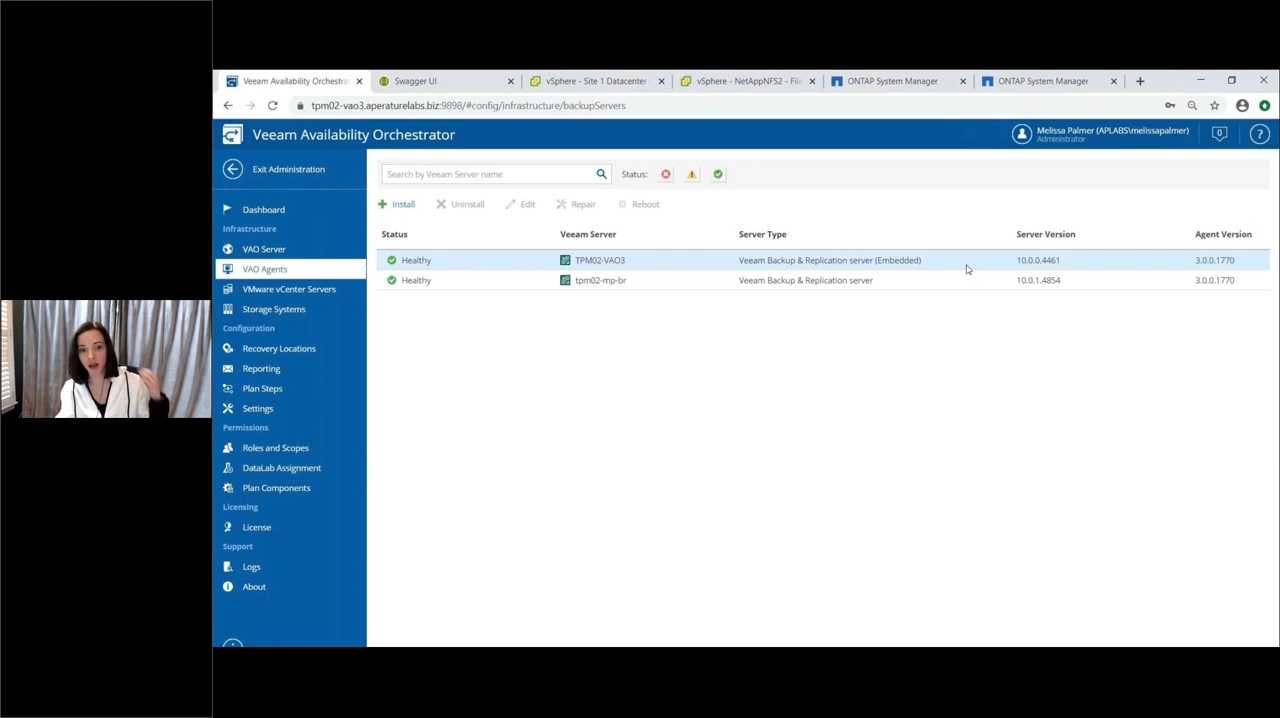 Veeam Availability Orchestra
Swagger UI
vSphere - Site 1 Datacenter
vSphere - NetAppNFS2 - File
ONTAP System Manager
ONTAP System Manager
tpm02-vao3.aperaturelabs.biz:9898/#config/infrastructure/backupServers
Veeam Availability Orchestrator
Melissa Palmer (APLABS\melissapalmer)
Administrator
0
?
Exit Administration
Search by Veeam Server name
Status:
Install
Uninstall
Edit
Repair
Reboot
Dashboard
Infrastructure
VAO Server
VAO Agents
VMware vCenter Servers
Storage Systems
Configuration
Recovery Locations
Reporting
Plan Steps
Settings
Permissions
Roles and Scopes
DataLab Assignment
Plan Components
Licensing
License
Support
Logs
About
Status Veeam Server Server Type Server Version Agent Version
Healthy TPM02-VAO3 Veeam Backup & Replication server (Embedded) 10.0.0.4461 3.0.0.1770
Healthy tpm02-mp-br Veeam Backup & Replication server 10.0.1.4854 3.0.0.1770